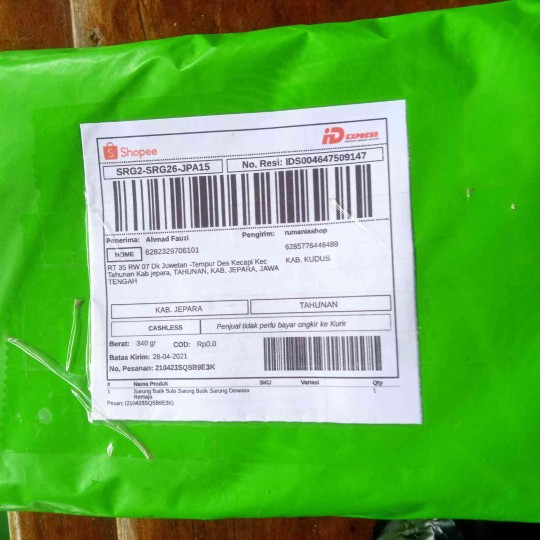 Shopee
iD EXPRESS
SRG2-SRG26-JPA15
No. Resi: IDS004647509147
Penerima: Ahmad Fauzi
Pengirim: rumaniashop
HOME
6282329706101
6285776446489
RT 35 RW 07 Dk Juwetan -Tempur Des Kecapi Kec
KAB. KUDUS
Tahunan Kab jepara, TAHUNAN, KAB. JEPARA, JAWA
TENGAH
KAB. JEPARA
TAHUNAN
CASHLESS
Penjual tidak perlu bayar ongkir ke Kurir
Berat: 340 gr
COD: Rp0.0
Batas Kirim: 28-04-2021
No. Pesanan: 210423SQSB9E3K
# Nama Produk SKU Variasi Qty
1 Sarung Batik Sulo Sarung Batik Sarung Dewasa 1
Remaja
Pesan: (210423SQSB9E3K)